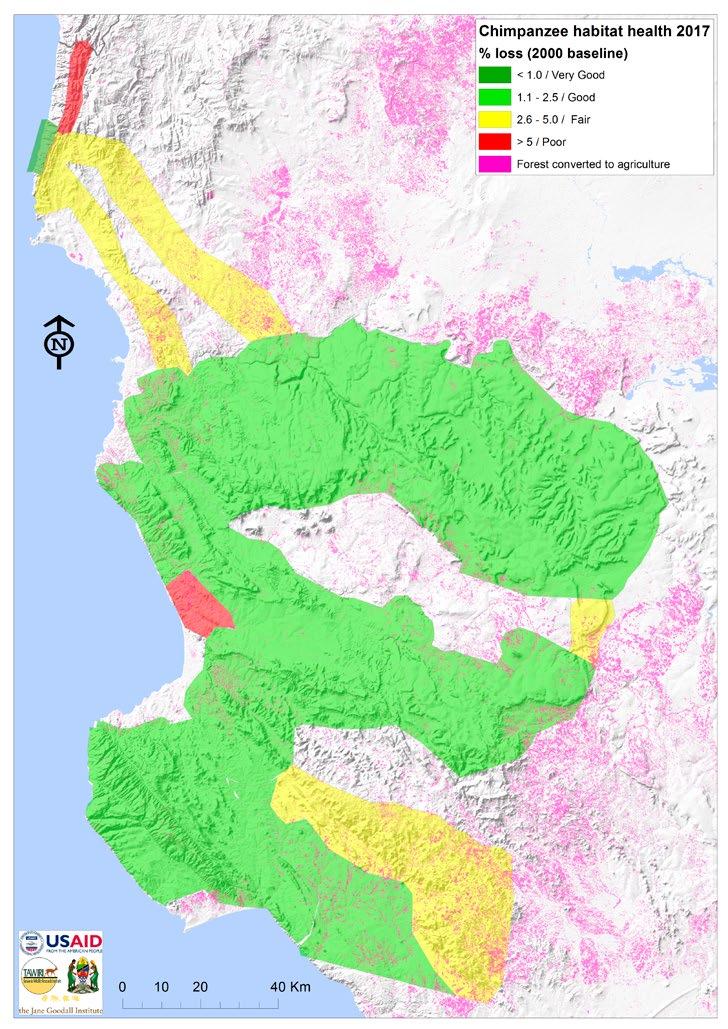 Chimpanzee habitat health 2017
% loss (2000 baseline)
< 1.0 / Very Good
1.1 - 2.5 / Good
2.6 - 5.0 / Fair
> 5 / Poor
Forest converted to agriculture
N
USAID
FROM THE AMERICAN PEOPLE
TAWIRI
the Jane Goodall Institute
0 10 20 40 Km